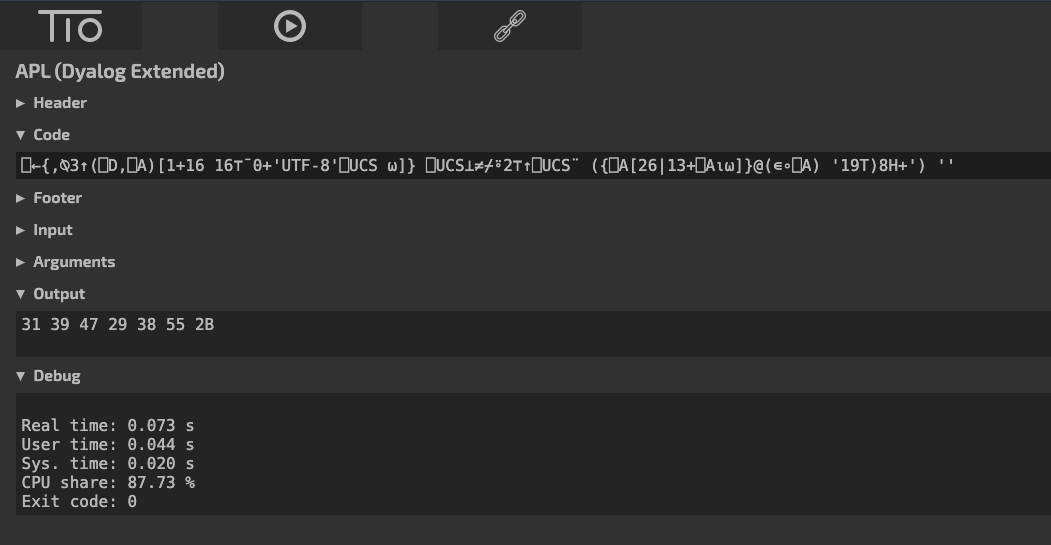 TIO
APL (Dyalog Extended)
▶ Header
▼ Code
⎕←{,⍉3↑(⎕D,⎕A)[1+16 16⊤¯0+'UTF-8'⎕UCS ⍵]} ⎕UCS⊥≠⌿⍤2⊤↑⎕UCS¨ ({⎕A[26|13+⎕A⍳⍵]}@(∊∘⎕A) '19T)8H+') ''
▶ Footer
▶ Input
▶ Arguments
▼ Output
31 39 47 29 38 55 2B
▼ Debug
Real time: 0.073 s
User time: 0.044 s
Sys. time: 0.020 s
CPU share: 87.73 %
Exit code: 0